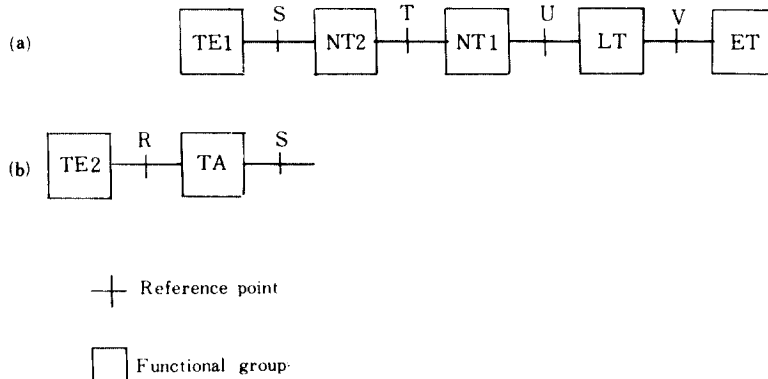 S T U V
(a) TE1 NT2 NT1 LT ET
R S
(b) TE2 TA
Reference point
Functional group